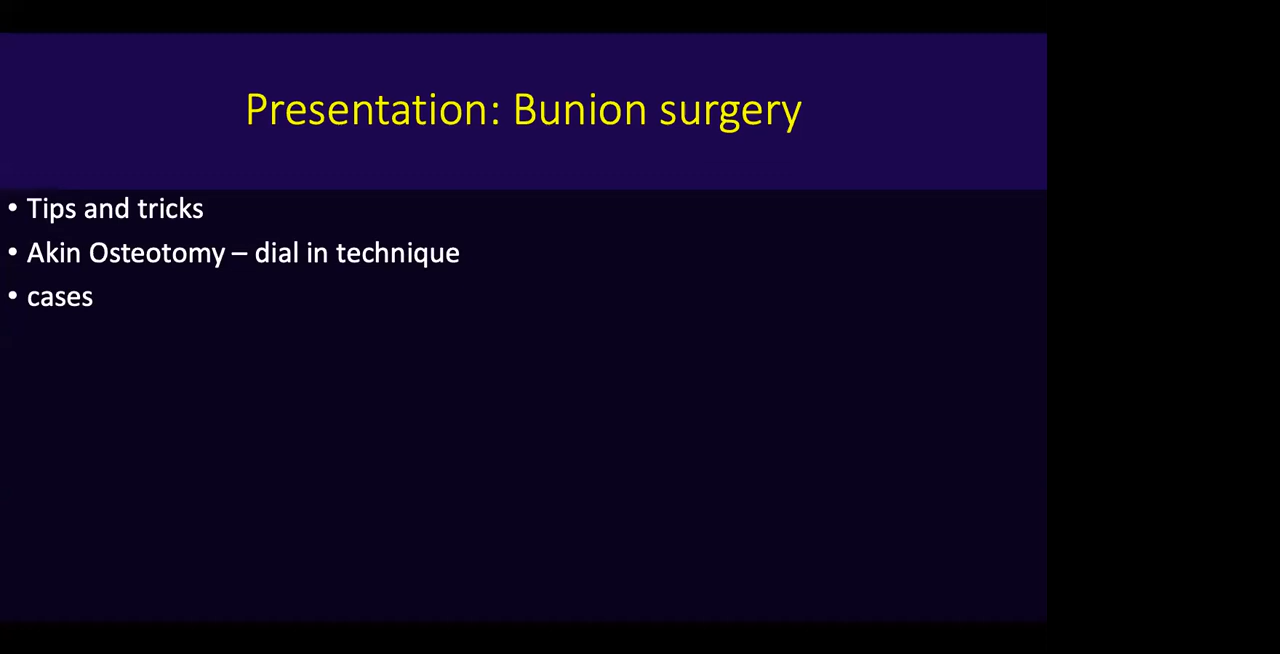 Presentation: Bunion surgery
• Tips and tricks
• Akin Osteotomy – dial in technique
• cases